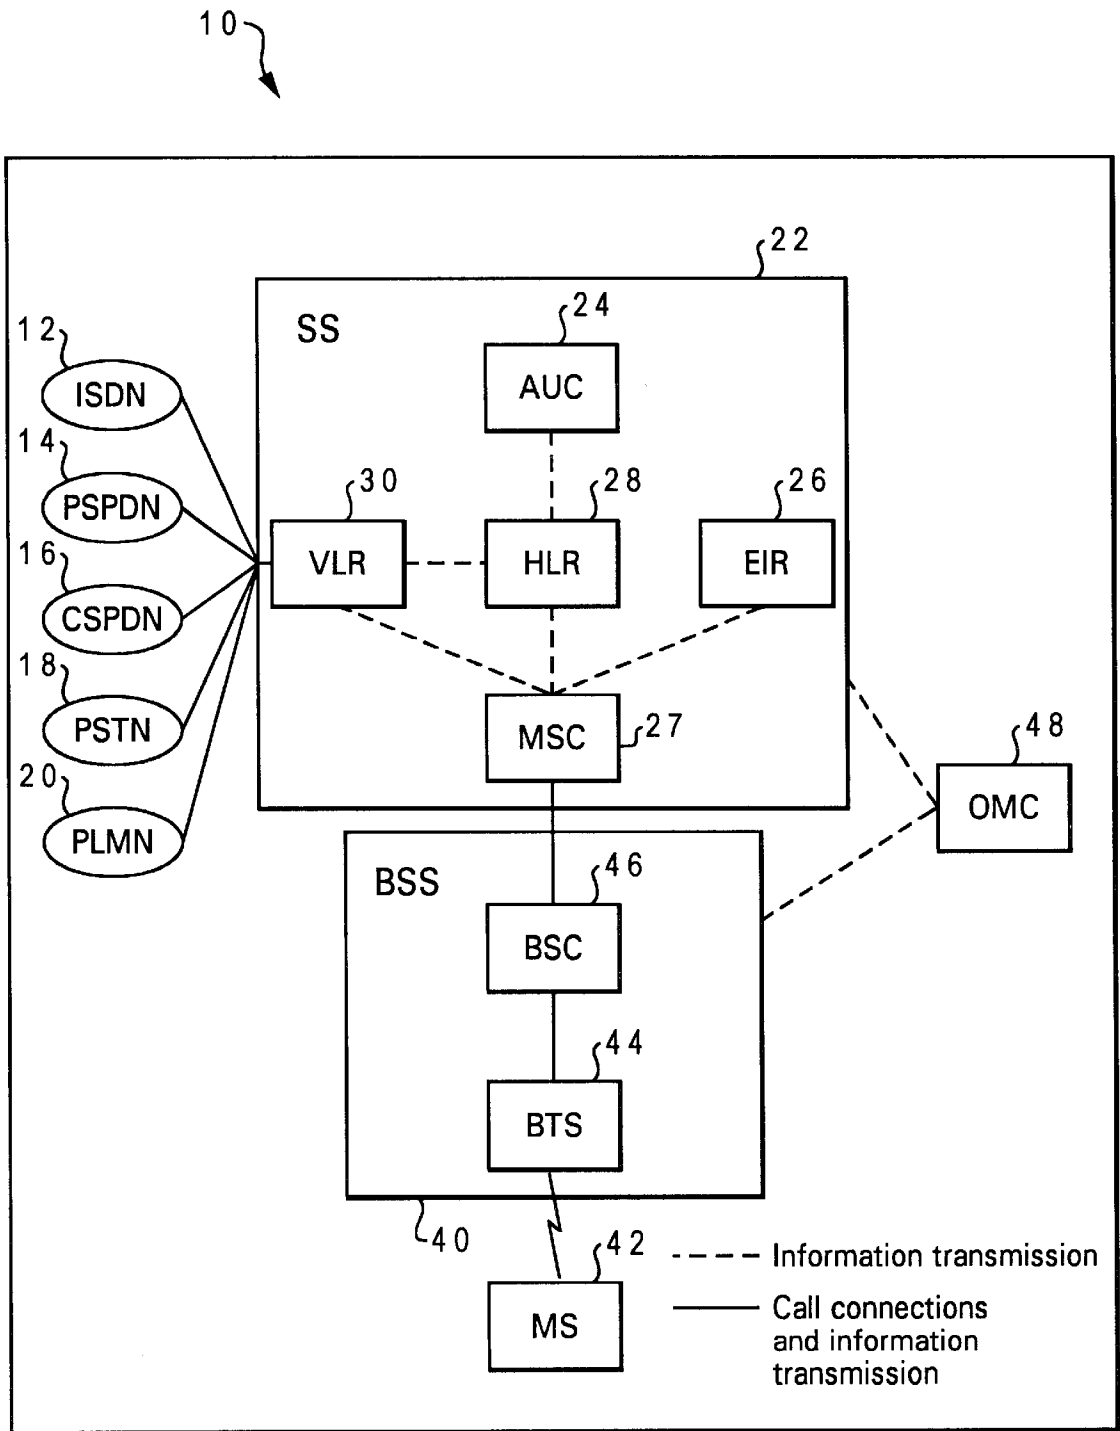 10
22
SS
24
AUC
12
ISDN
14
PSPDN
16
CSPDN
18
PSTN
20
PLMN
30
VLR
28
HLR
26
EIR
MSC
27
48
OMC
BSS
46
BSC
44
BTS
40
42
MS
Information transmission
Call connections
and information
transmission